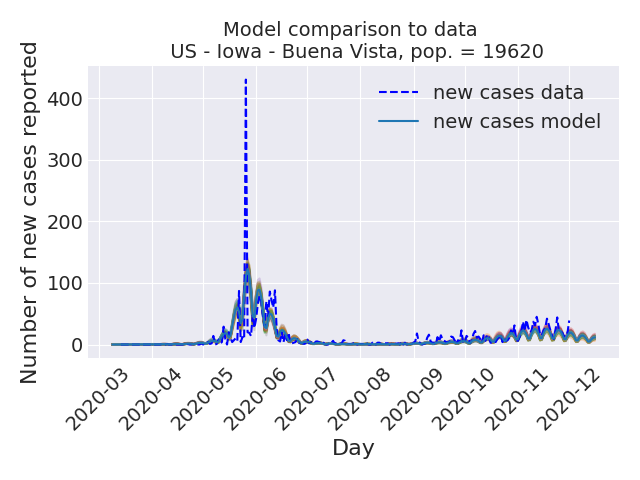 Model comparison to data
US - Iowa - Buena Vista, pop. = 19620
Number of new cases reported
400
300
200
100
0
new cases data
new cases model
2020-03
2020-04
2020-05
2020-06
2020-07
2020-08
2020-09
2020-10
2020-11
2020-12
Day